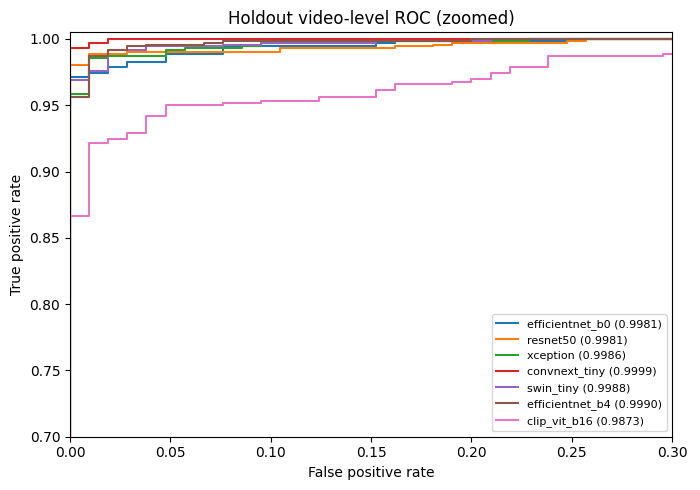 Holdout video-level ROC (zoomed)
True positive rate
1.00
0.95
0.90
0.85
0.80
0.75
0.70
0.00
0.05
0.10
0.15
0.20
0.25
0.30
False positive rate
efficientnet_b0 (0.9981)
resnet50 (0.9981)
xception (0.9986)
convnext_tiny (0.9999)
swin_tiny (0.9988)
efficientnet_b4 (0.9990)
clip_vit_b16 (0.9873)